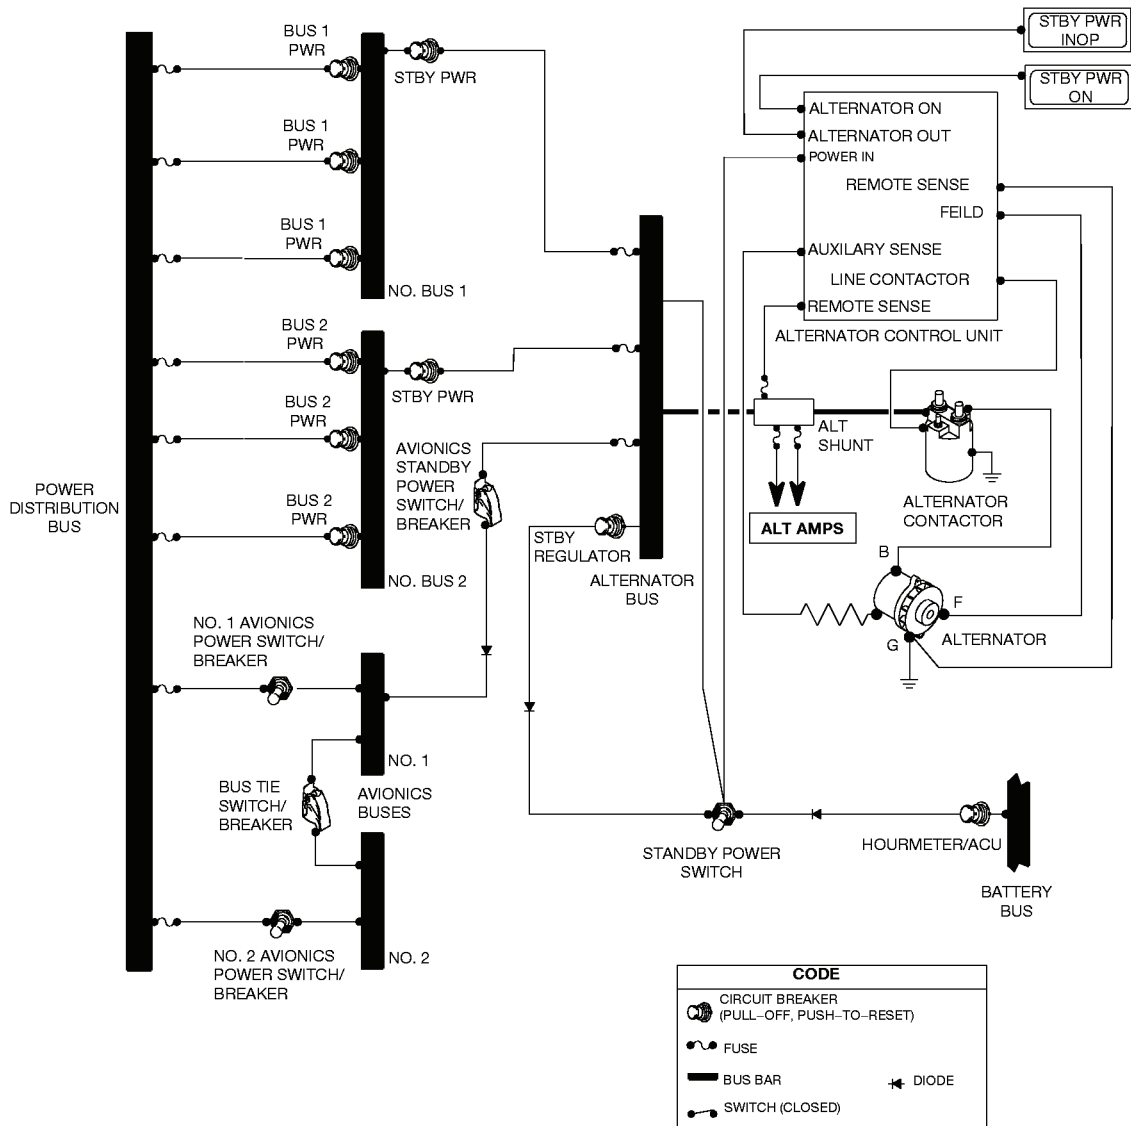 BUS 1
PWR
STBY PWR
STBY PWR
INOP
STBY PWR
ON
BUS 1
PWR
ALTERNATOR ON
ALTERNATOR OUT
POWER IN
REMOTE SENSE
FEILD
BUS 1
PWR
AUXILARY SENSE
LINE CONTACTOR
REMOTE SENSE
NO. BUS 1
ALTERNATOR CONTROL UNIT
BUS 2
PWR
STBY PWR
BUS 2
PWR
ALT
SHUNT
AVIONICS
STANDBY
POWER
SWITCH/
BREAKER
POWER
DISTRIBUTION
BUS
BUS 2
PWR
ALTERNATOR
CONTACTOR
ALT AMPS
STBY
REGULATOR
NO. BUS 2
ALTERNATOR
BUS
B
F
G
ALTERNATOR
NO. 1 AVIONICS
POWER SWITCH/
BREAKER
NO. 1
BUS TIE
SWITCH/
BREAKER
AVIONICS
BUSES
STANDBY POWER
SWITCH
HOURMETER/ACU
BATTERY
BUS
NO. 2 AVIONICS
POWER SWITCH/
BREAKER
NO. 2
CODE
CIRCUIT BREAKER
(PULL–OFF, PUSH–TO–RESET)
FUSE
BUS BAR
DIODE
SWITCH (CLOSED)